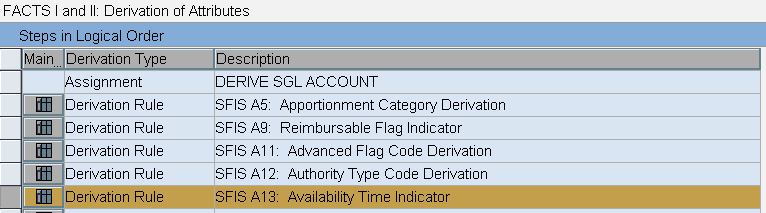 FACTS I and II: Derivation of Attributes
Steps in Logical Order
Main... Derivation Type Description
Assignment DERIVE SGL ACCOUNT
Derivation Rule SFIS A5: Apportionment Category Derivation
Derivation Rule SFIS A9: Reimbursable Flag Indicator
Derivation Rule SFIS A11: Advanced Flag Code Derivation
Derivation Rule SFIS A12: Authority Type Code Derivation
Derivation Rule SFIS A13: Availability Time Indicator